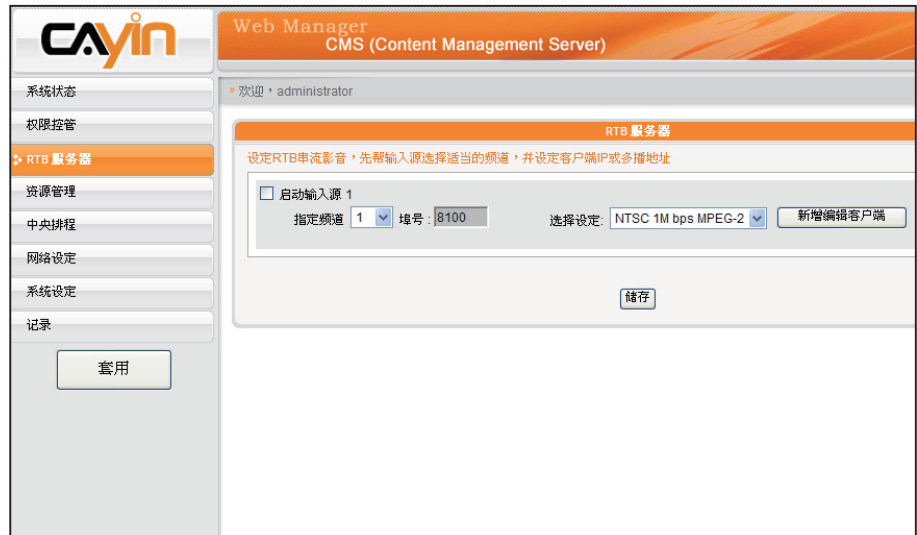 CAYIN
Web Manager
CMS (Content Management Server)
系统状态
权限控管
RTB 服务器
资源管理
中央排程
网络设定
系统设定
记录
套用
欢迎，administrator
RTB 服务器
设定RTB串流影音，先帮输入源选择适当的频道，并设定客户端IP或多播地址
启动输入源 1
指定频道 1 埠号 : 8100 选择设定: NTSC 1M bps MPEG-2 新增编辑客户端
储存